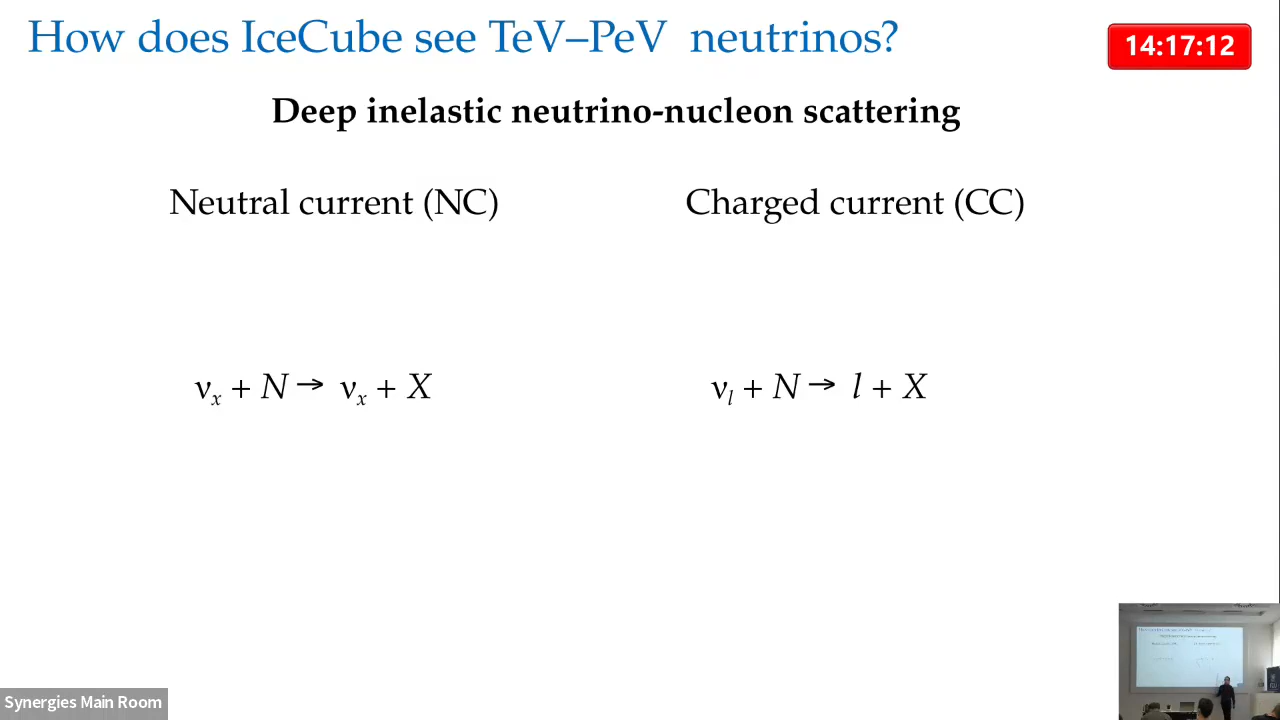 How does IceCube see TeV–PeV neutrinos?
14:17:12
Deep inelastic neutrino-nucleon scattering
Neutral current (NC)
Charged current (CC)
νₓ + N → νₓ + X
νₗ + N → l + X
Synergies Main Room